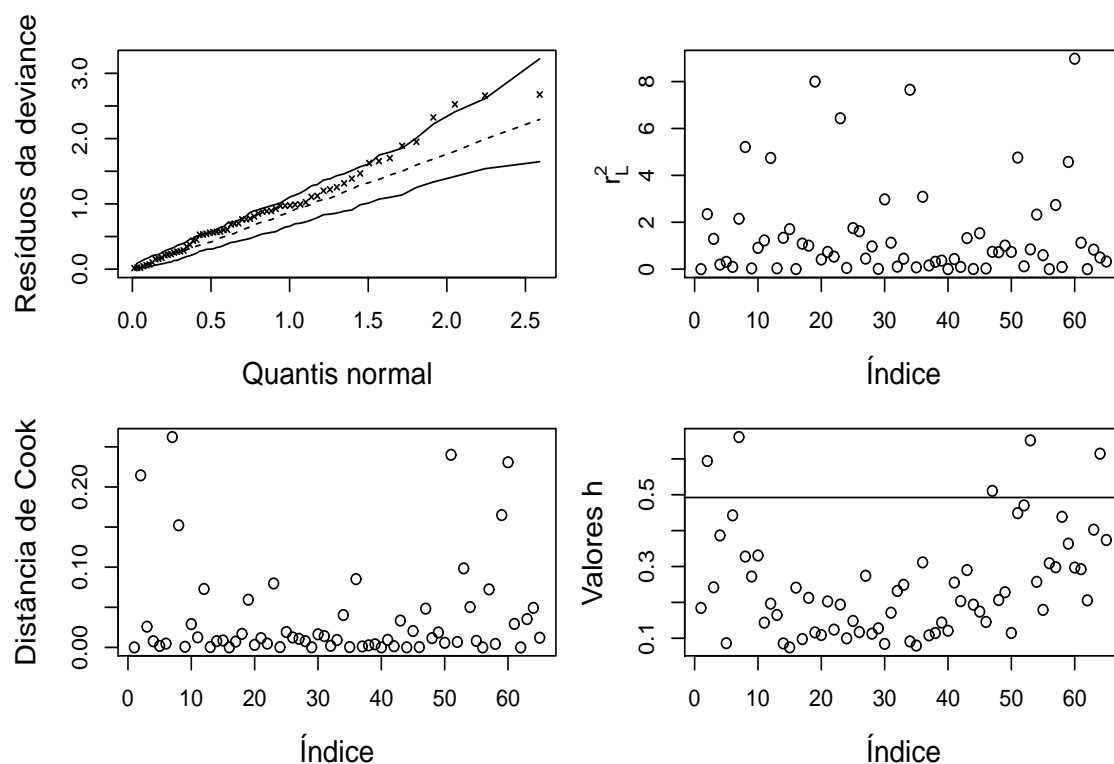 Resíduos da deviance
0.0 1.0 2.0 3.0
0.0 0.5 1.0 1.5 2.0 2.5
Quantis normal
r²L
0 2 4 6 8
0 10 20 30 40 50 60
Índice
Distância de Cook
0.00 0.10 0.20
0 10 20 30 40 50 60
Índice
Valores h
0.1 0.3 0.5
0 10 20 30 40 50 60
Índice